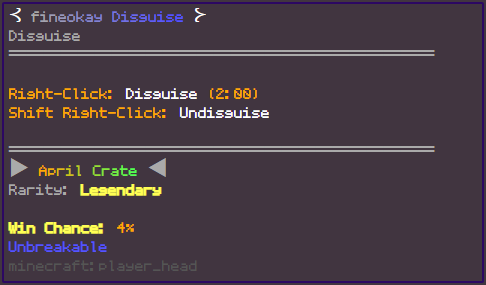 ⊰ fineokay Disguise ⊱
Disguise
Right-Click: Disguise (2:00)
Shift Right-Click: Undisguise
▶ April Crate ◀
Rarity: Legendary
Win Chance: 4%
Unbreakable
minecraft:player_head